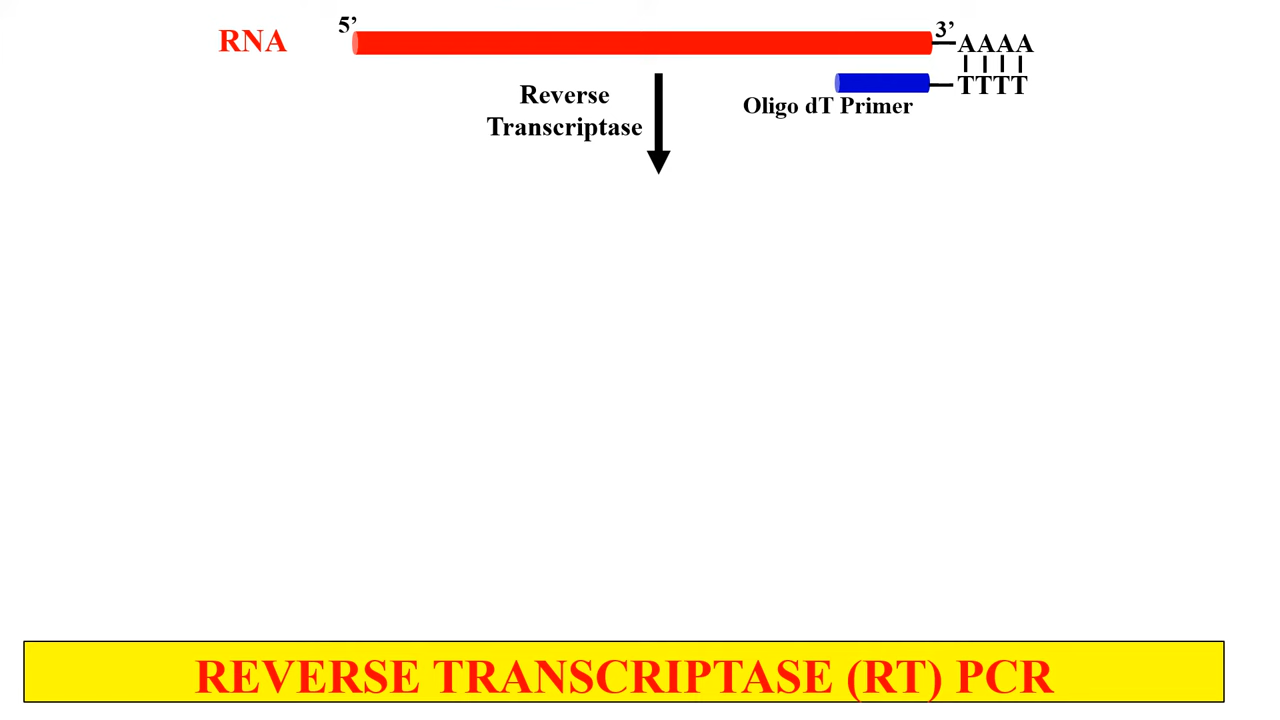 5’
RNA
3’
AAAA
TTTT
Oligo dT Primer
Reverse
Transcriptase
REVERSE TRANSCRIPTASE (RT) PCR